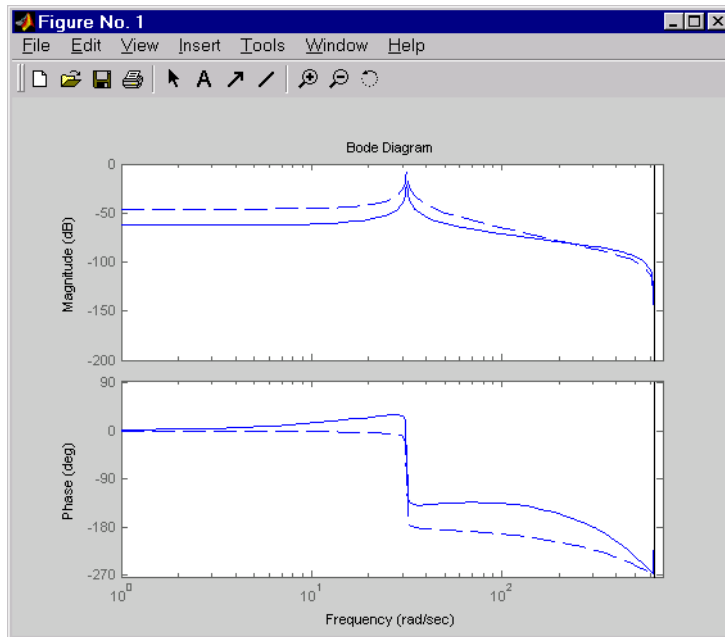 Figure No. 1
File Edit View Insert Tools Window Help
A
Bode Diagram
Magnitude (dB)
0
-50
-100
-150
-200
Phase (deg)
90
0
-90
-180
-270
10^0 10^1 10^2
Frequency (rad/sec)